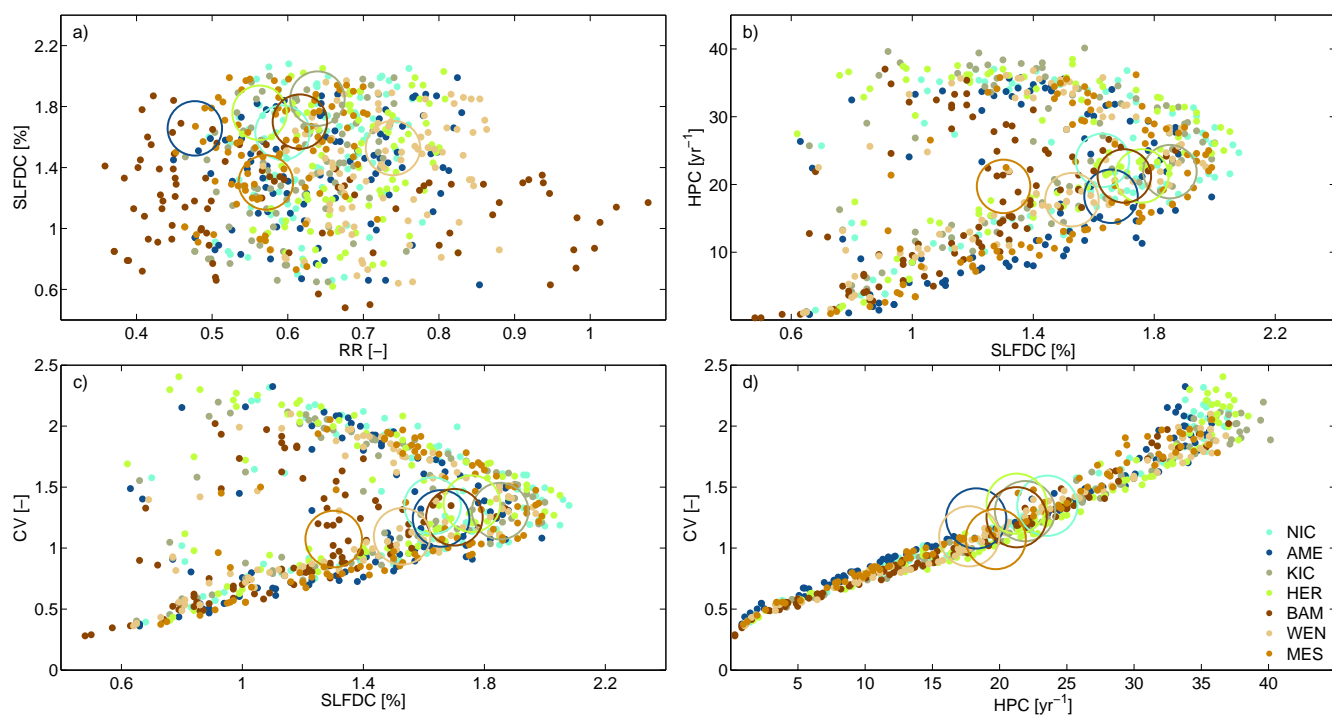 a)
SLFDC [%]
2.2
1.8
1.4
1
0.6
0.4 0.5 0.6 0.7 0.8 0.9 1
RR [–]
b)
HPC [yr⁻¹]
40
30
20
10
0.6 1 1.4 1.8 2.2
SLFDC [%]
c)
CV [–]
2.5
2
1.5
1
0.5
0
0.6 1 1.4 1.8 2.2
SLFDC [%]
d)
CV [–]
2.5
2
1.5
1
0.5
0
5 10 15 20 25 30 35 40
HPC [yr⁻¹]
NIC
AME
KIC
HER
BAM
WEN
MES